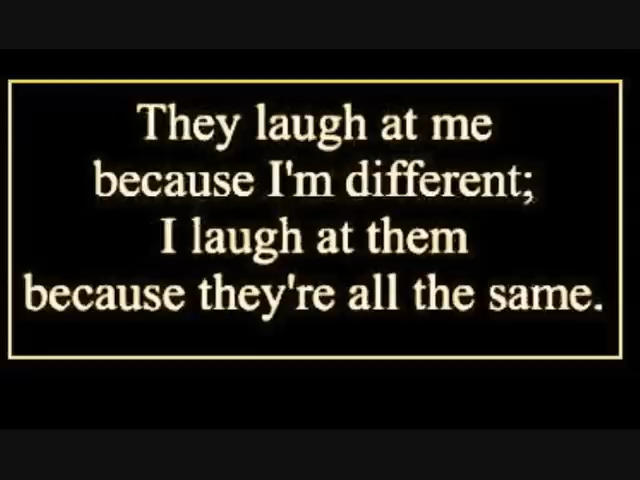 They laugh at me
because I'm different;
I laugh at them
because they're all the same.